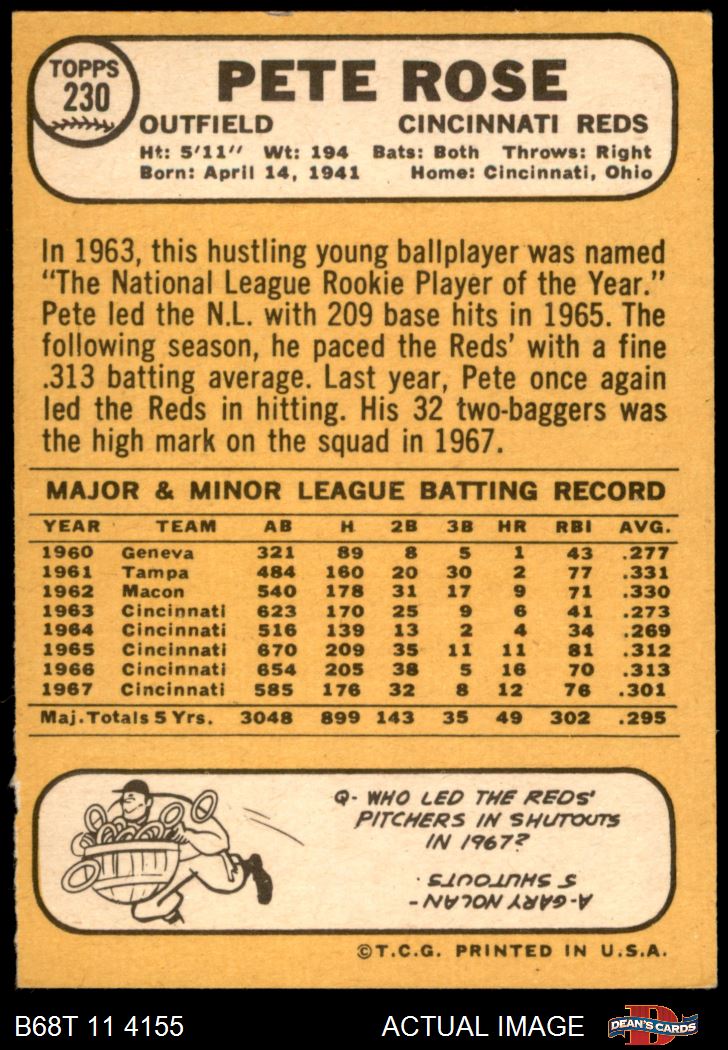 TOPPS
230
PETE ROSE
OUTFIELD CINCINNATI REDS
Ht: 5'11" Wt: 194 Bats: Both Throws: Right
Born: April 14, 1941 Home: Cincinnati, Ohio
In 1963, this hustling young ballplayer was named
"The National League Rookie Player of the Year."
Pete led the N.L. with 209 base hits in 1965. The
following season, he paced the Reds' with a fine
.313 batting average. Last year, Pete once again
led the Reds in hitting. His 32 two-baggers was
the high mark on the squad in 1967.
MAJOR & MINOR LEAGUE BATTING RECORD
YEAR TEAM AB H 2B 3B HR RBI AVG.
1960 Geneva 321 89 8 5 1 43 .277
1961 Tampa 484 160 20 30 2 77 .331
1962 Macon 540 178 31 17 9 71 .330
1963 Cincinnati 623 170 25 9 6 41 .273
1964 Cincinnati 516 139 13 2 4 34 .269
1965 Cincinnati 670 209 35 11 11 81 .312
1966 Cincinnati 654 205 38 5 16 70 .313
1967 Cincinnati 585 176 32 8 12 76 .301
Maj. Totals 5 Yrs. 3048 899 143 35 49 302 .295
Q- WHO LED THE REDS'
PITCHERS IN SHUTOUTS
IN 1967?
A-GARY NOLAN -
5 SHUTOUTS .
©T.C.G. PRINTED IN U.S.A.
B68T 11 4155 ACTUAL IMAGE
D
DEAN'S CARDS